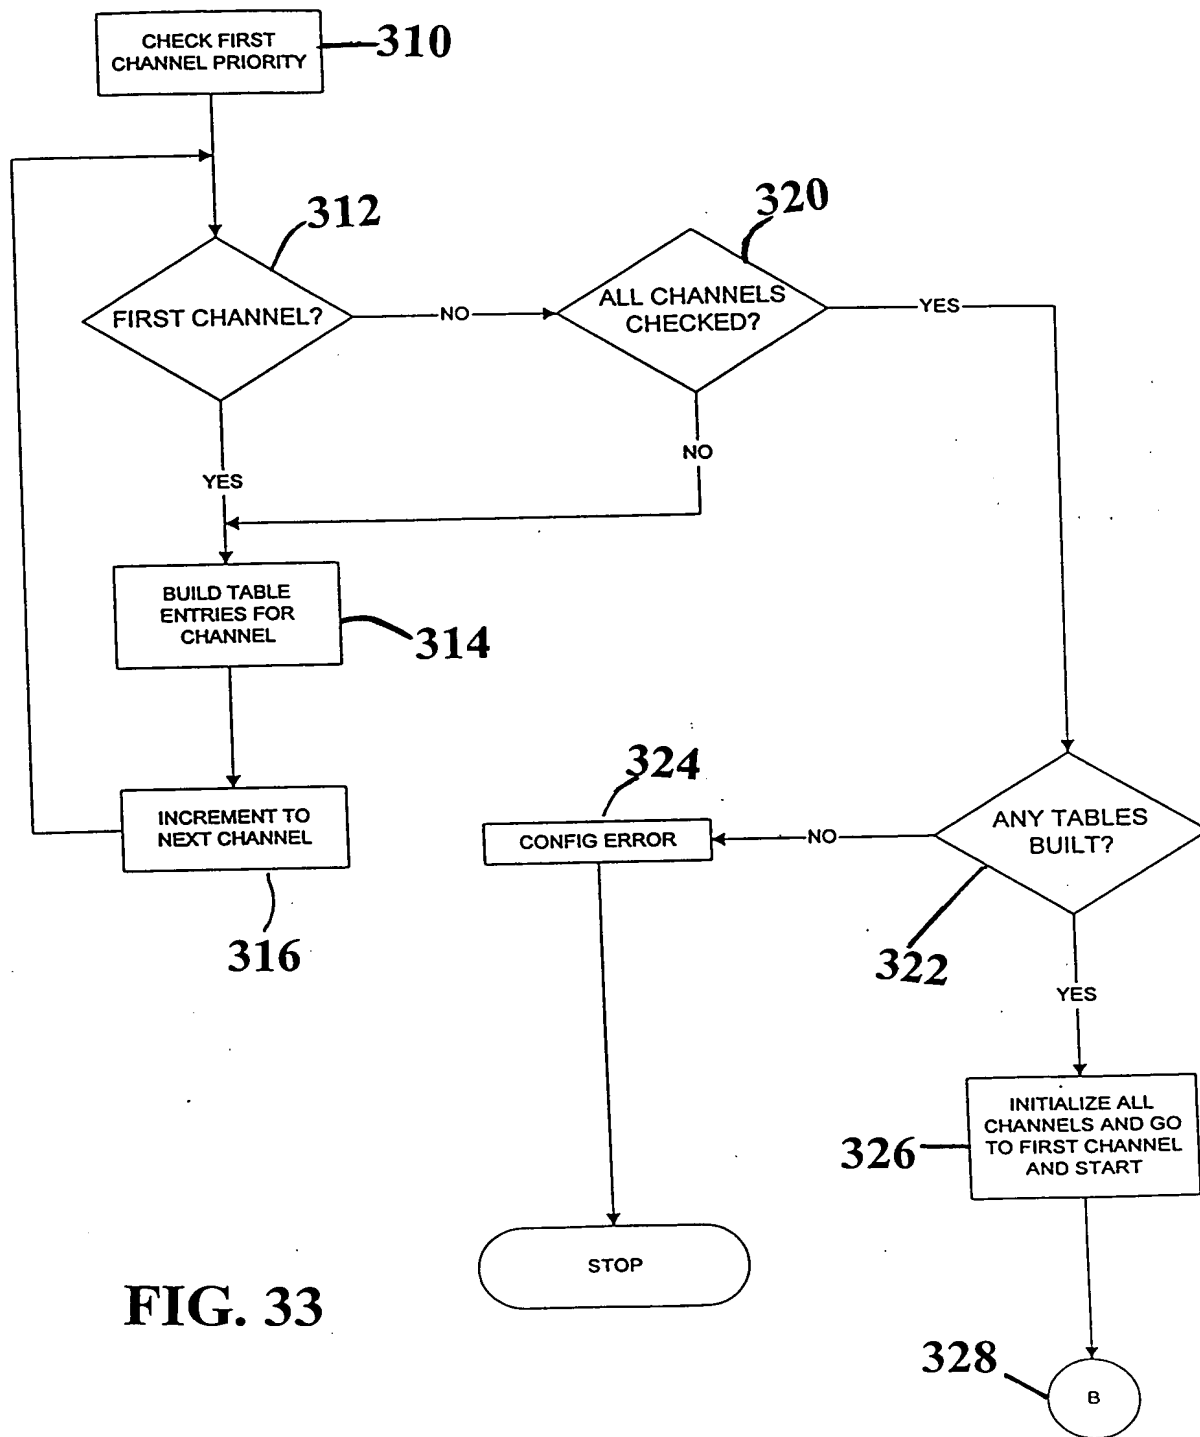 CHECK FIRST
CHANNEL PRIORITY
310
312
FIRST CHANNEL?
NO
320
ALL CHANNELS
CHECKED?
YES
YES
NO
BUILD TABLE
ENTRIES FOR
CHANNEL
314
INCREMENT TO
NEXT CHANNEL
316
324
CONFIG ERROR
NO
ANY TABLES
BUILT?
322
YES
INITIALIZE ALL
CHANNELS AND GO
TO FIRST CHANNEL
AND START
326
STOP
FIG. 33
328
B